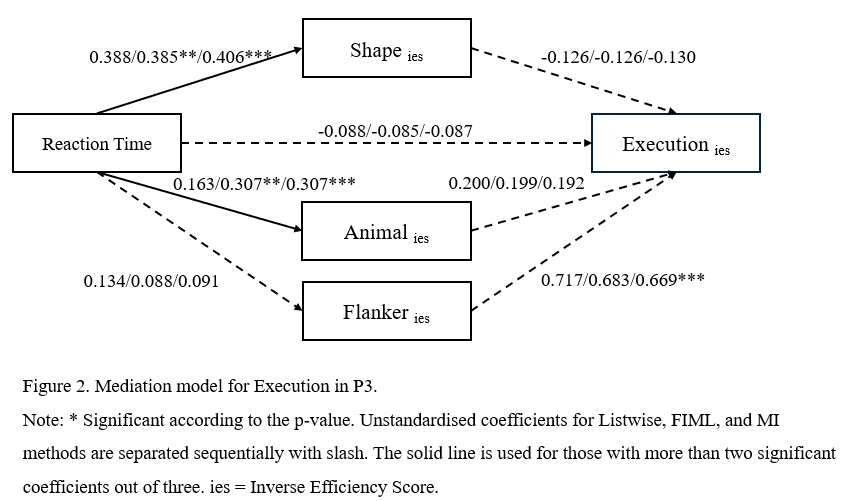 0.388/0.385**/0.406***
Shape ies
-0.126/-0.126/-0.130
Reaction Time
-0.088/-0.085/-0.087
Execution ies
0.163/0.307**/0.307***
0.200/0.199/0.192
Animal ies
0.134/0.088/0.091
0.717/0.683/0.669***
Flanker ies
Figure 2. Mediation model for Execution in P3.
Note: * Significant according to the p-value. Unstandardised coefficients for Listwise, FIML, and MI
methods are separated sequentially with slash. The solid line is used for those with more than two significant
coefficients out of three. ies = Inverse Efficiency Score.